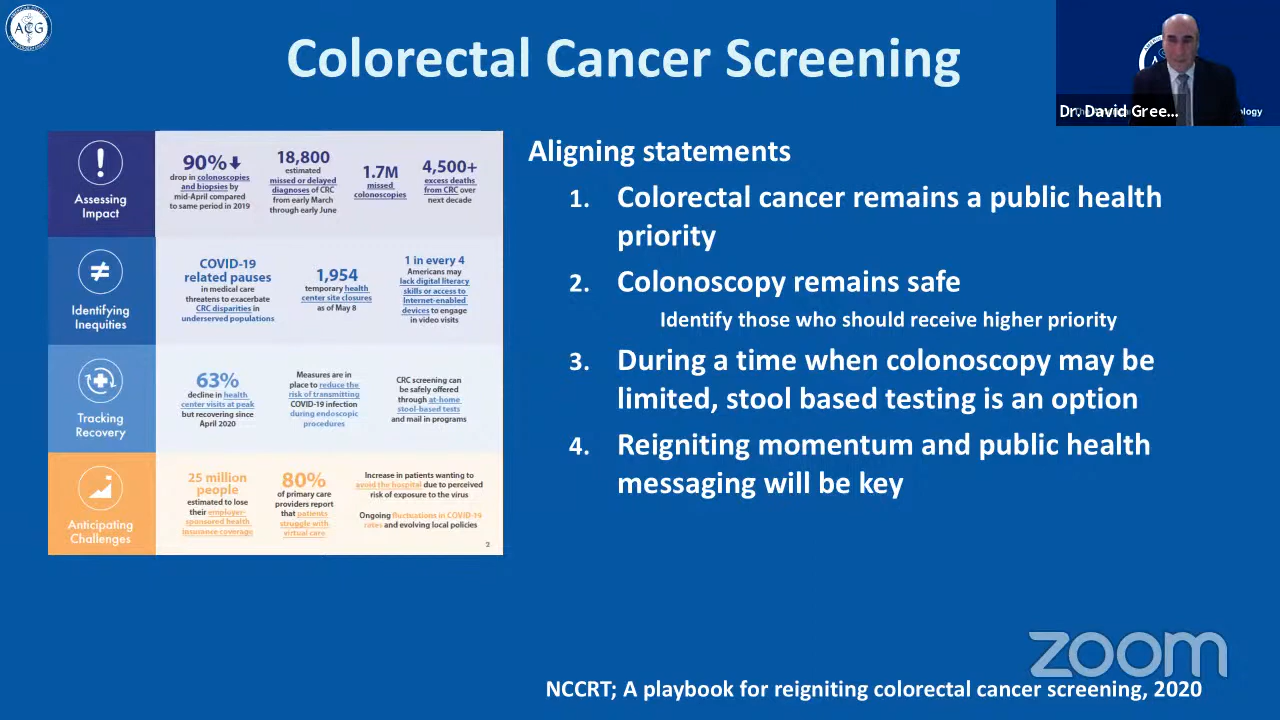 ACG
Colorectal Cancer Screening
Dr. David Gree...
ology
Assessing
Impact
90%
drop in colonoscopies
and biopsies by
mid-April compared
to same period in 2019
18,800
estimated
missed or delayed
diagnoses of CRC
from early March
through early June
1.7M
missed
colonoscopies
4,500+
excess deaths
from CRC over
next decade
Identifying
Inequities
COVID-19
related pauses
in medical care
threatens to exacerbate
CRC disparities in
underserved populations
1,954
temporary health
center site closures
as of May 8
1 in every 4
Americans may
lack digital literacy
skills or access to
Internet-enabled
devices to engage
in video visits
Tracking
Recovery
63%
decline in health
center visits at peak
but recovering since
April 2020
Measures are in
place to reduce the
risk of transmitting
COVID-19 infection
during endoscopic
procedures
CRC screening can
be safely offered
through at-home
stool-based tests
and mail in programs
Anticipating
Challenges
25 million
people
estimated to lose
their employer-
sponsored health
insurance coverage
80%
of primary care
providers report
that patients
struggle with
virtual care
Increase in patients wanting to
avoid the hospital due to perceived
risk of exposure to the virus
Ongoing fluctuations in COVID-19
rates and evolving local policies
2
Aligning statements
1. Colorectal cancer remains a public health
priority
2. Colonoscopy remains safe
Identify those who should receive higher priority
3. During a time when colonoscopy may be
limited, stool based testing is an option
4. Reigniting momentum and public health
messaging will be key
zoom
NCCRT; A playbook for reigniting colorectal cancer screening, 2020